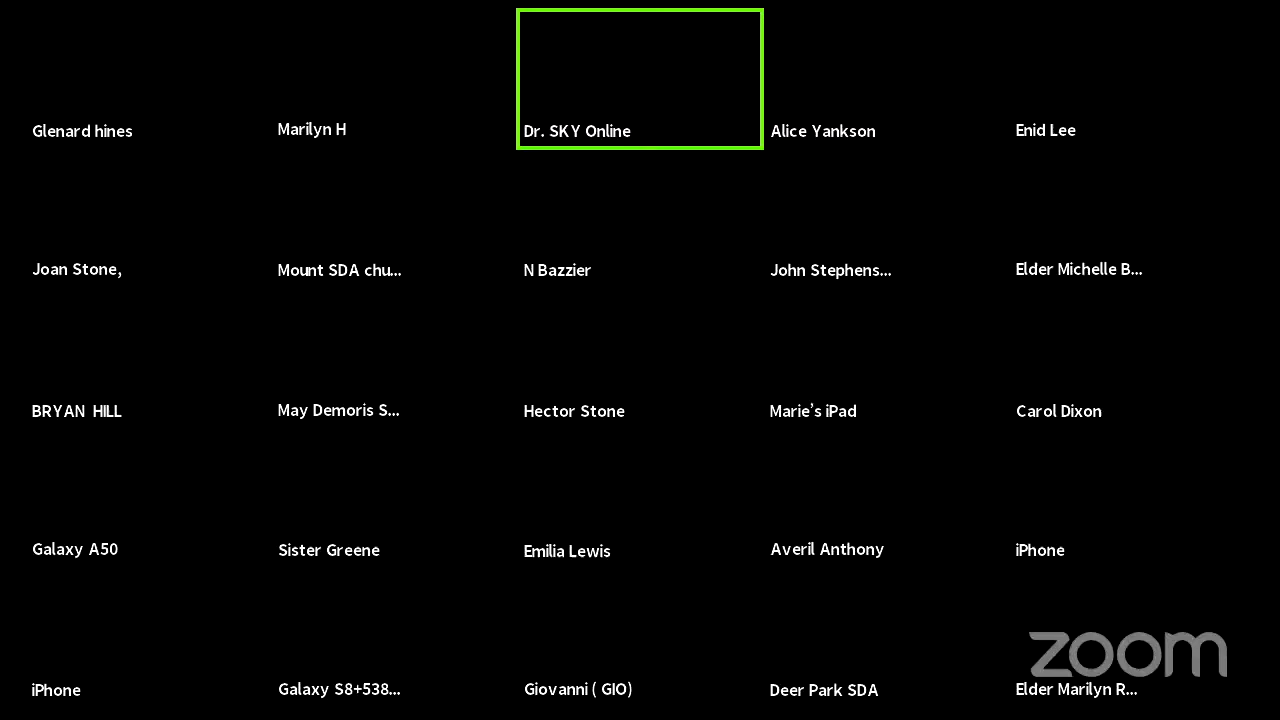 Glenard hines
Marilyn H
Dr. SKY Online
Alice Yankson
Enid Lee
Joan Stone,
Mount SDA chu...
N Bazzier
John Stephens...
Elder Michelle B...
BRYAN HILL
May Demoris S...
Hector Stone
Marie's iPad
Carol Dixon
Galaxy A50
Sister Greene
Emilia Lewis
Averil Anthony
iPhone
iPhone
Galaxy S8+538...
Giovanni ( GIO)
Deer Park SDA
Elder Marilyn R...
zoom